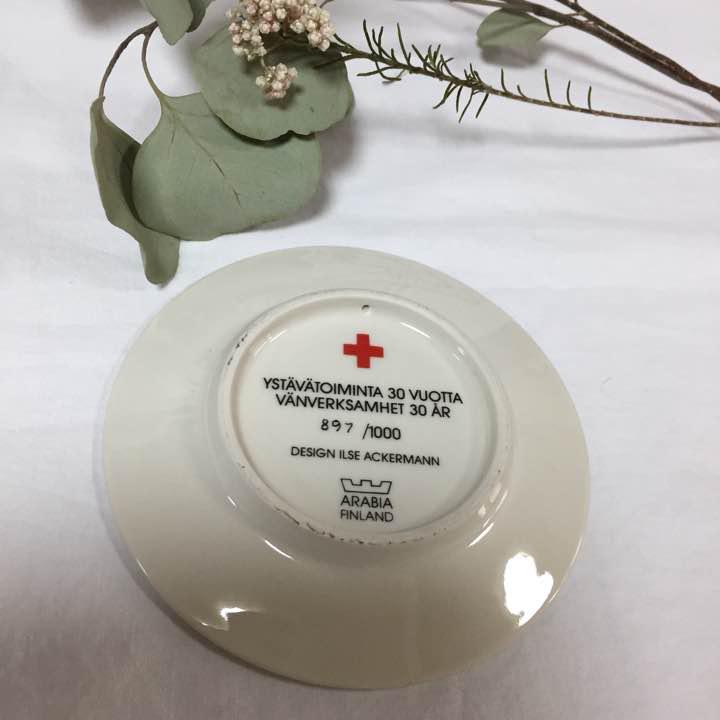 YSTÄVÄTOIMINTA 30 VUOTTA
VÄNVERKSAMHET 30 ÅR
897 /1000
DESIGN ILSE ACKERMANN
ARABIA
FINLAND